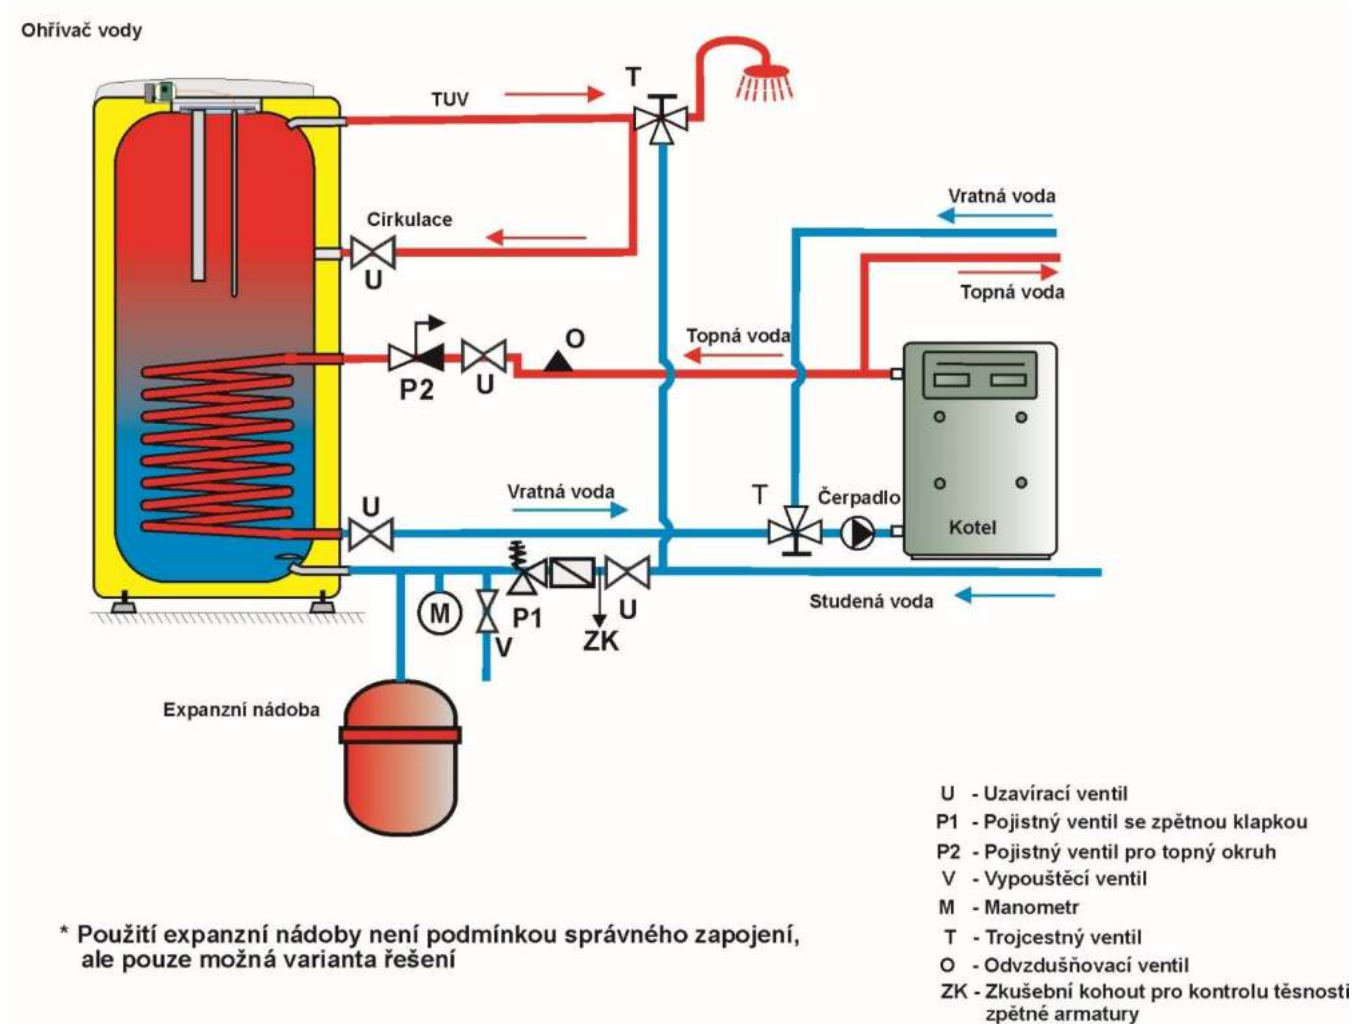 Ohřívač vody
T
TUV
Vratná voda
Cirkulace
U
Topná voda
O
Topná voda
P2
U
U
Vratná voda
T
Čerpadlo
Kotel
M
V
P1
ZK
U
Studená voda
Expanzní nádoba
U - Uzavírací ventil
P1 - Pojistný ventil se zpětnou klapkou
P2 - Pojistný ventil pro topný okruh
V - Vypouštěcí ventil
M - Manometr
T - Trojcestný ventil
O - Odvzdušňovací ventil
ZK - Zkušební kohout pro kontrolu těsnosti
zpětné armatury
* Použití expanzní nádoby není podmínkou správného zapojení,
ale pouze možná varianta řešení